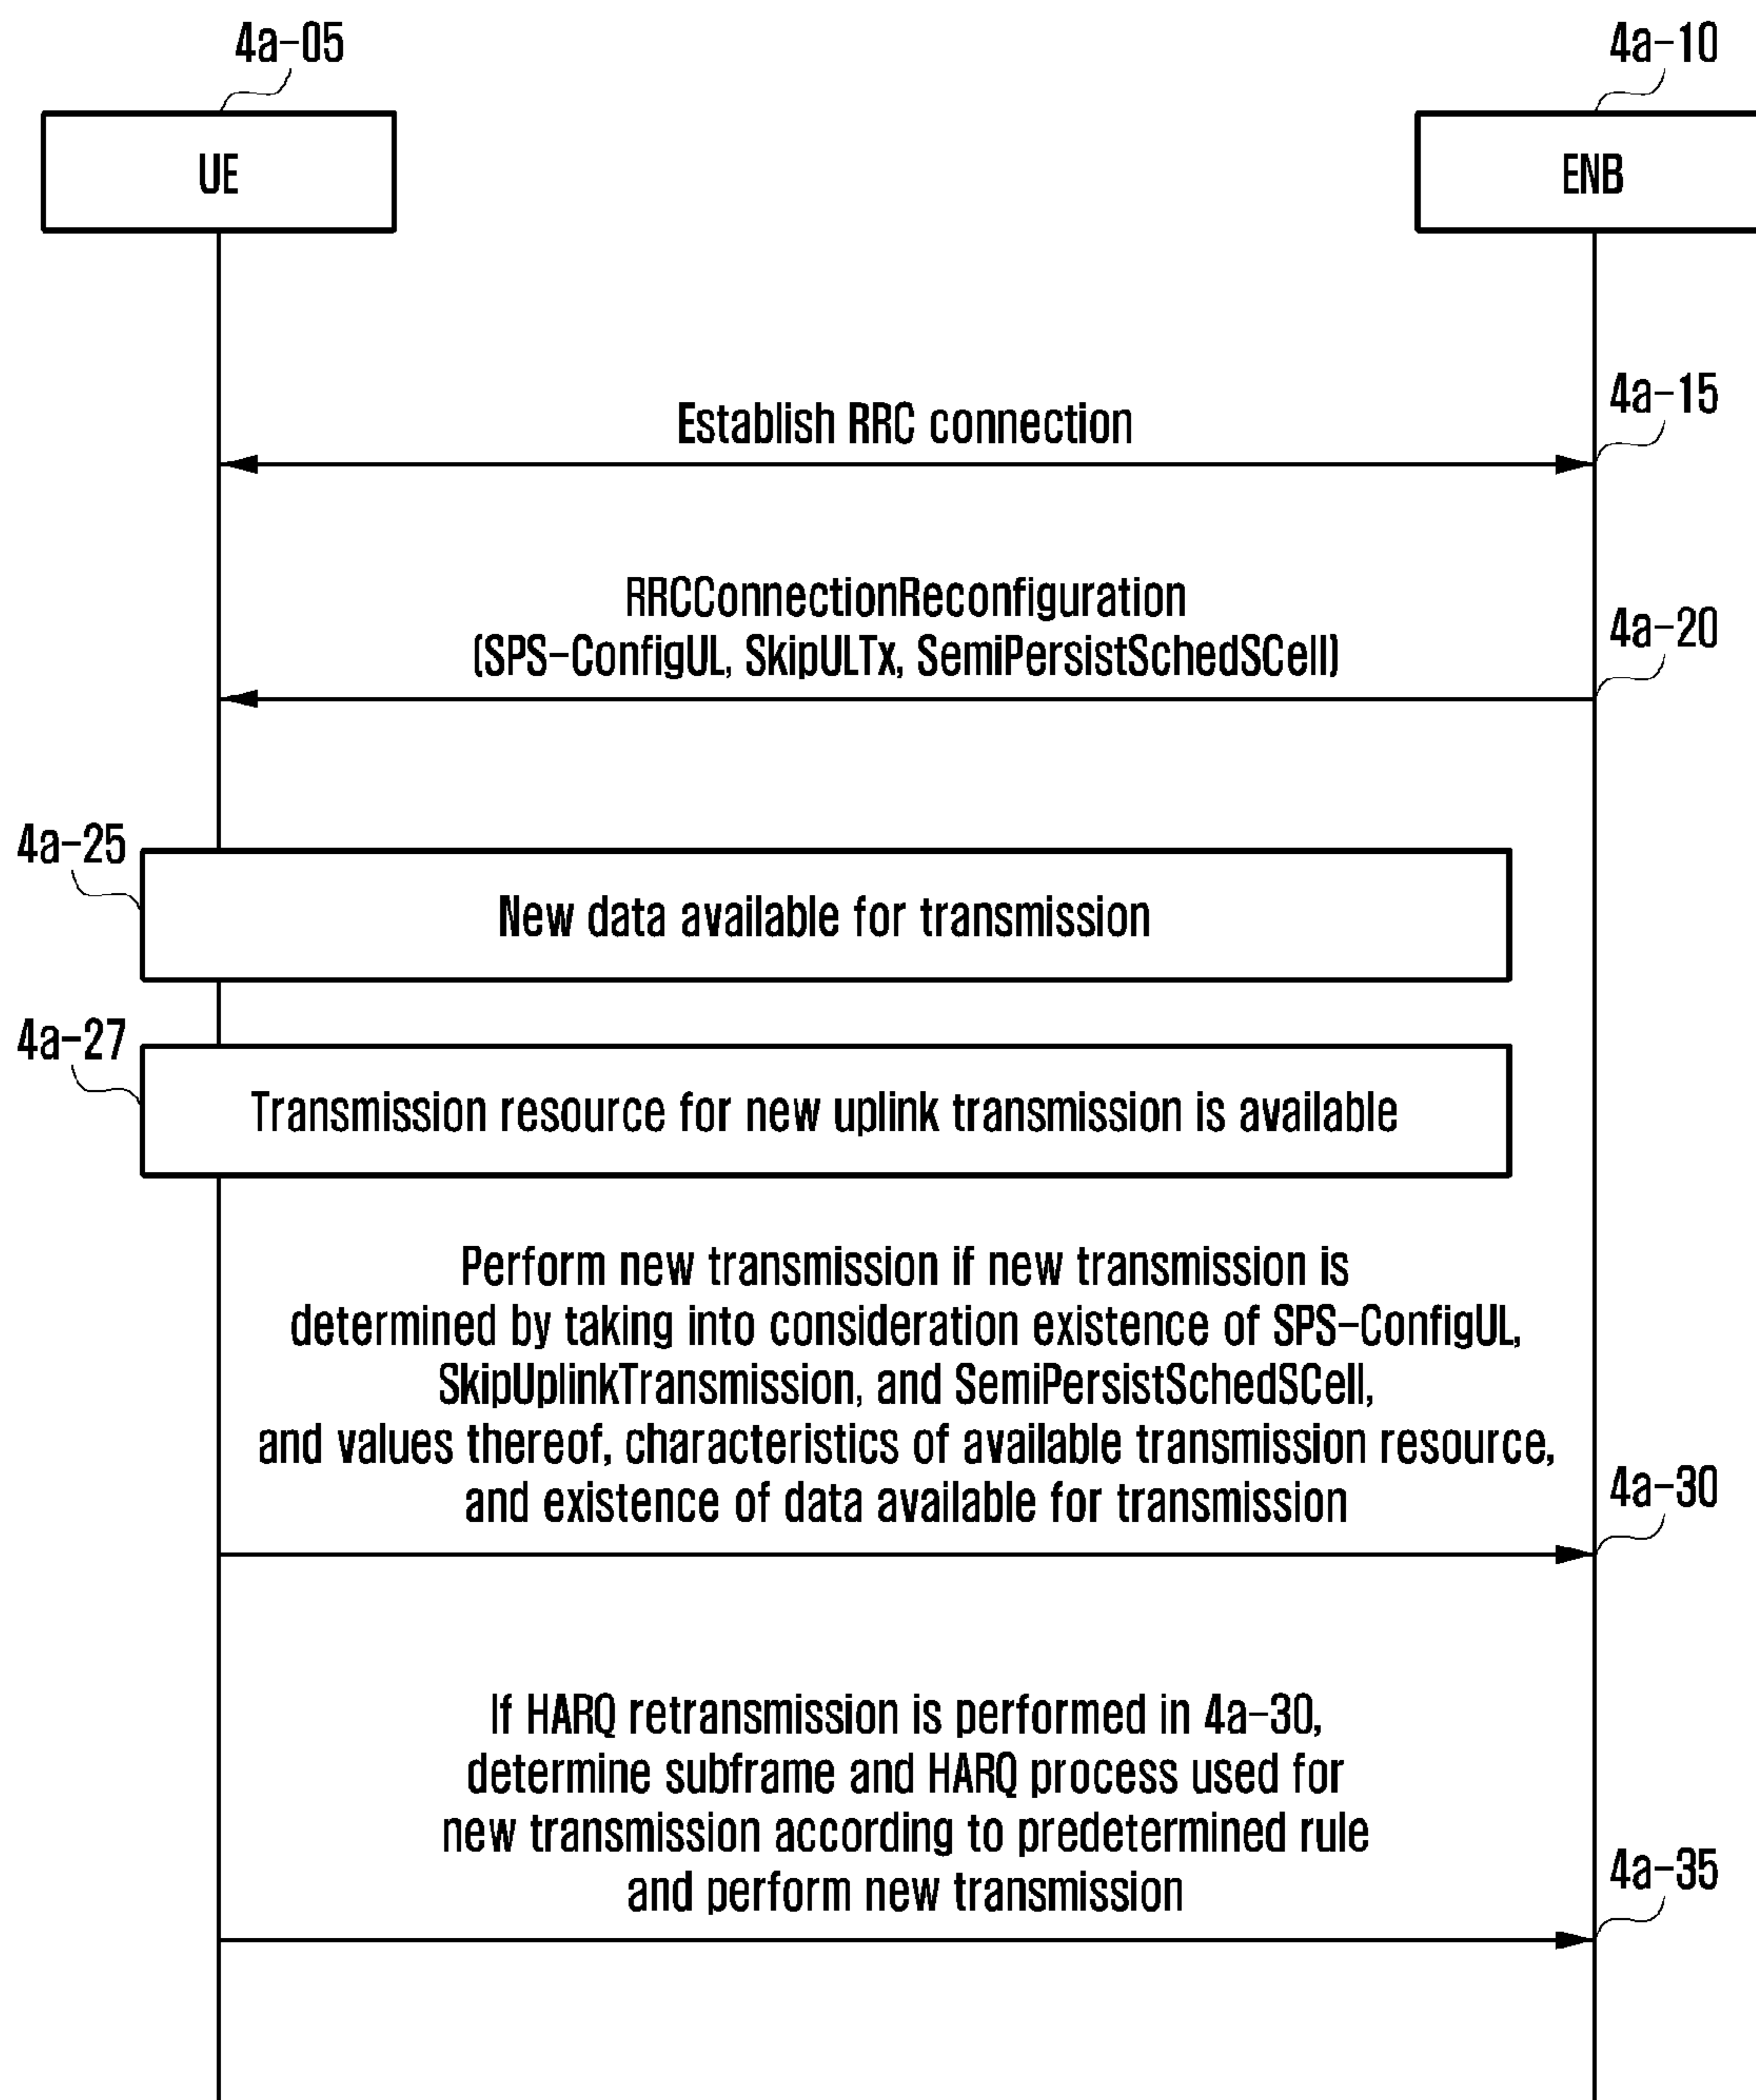 4a-05
4a-10
UE
ENB
4a-15
Establish RRC connection
RRCConnectionReconfiguration
(SPS-ConfigUL, SkipULTx, SemiPersistSchedSCell)
4a-20
4a-25
New data available for transmission
4a-27
Transmission resource for new uplink transmission is available
Perform new transmission if new transmission is
determined by taking into consideration existence of SPS-ConfigUL,
SkipUplinkTransmission, and SemiPersistSchedSCell,
and values thereof, characteristics of available transmission resource,
and existence of data available for transmission
4a-30
If HARQ retransmission is performed in 4a-30,
determine subframe and HARQ process used for
new transmission according to predetermined rule
and perform new transmission
4a-35